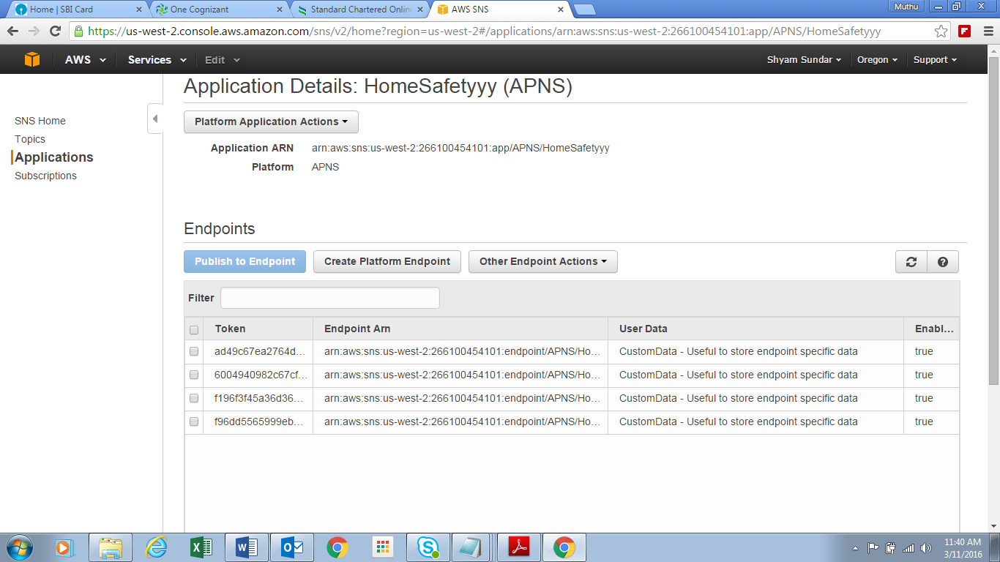 Home | SBI Card
One Cognizant
Standard Chartered Onlin
AWS SNS
Muthu
https://us-west-2.console.aws.amazon.com/sns/v2/home?region=us-west-2#/applications/arn:aws:sns:us-west-2:266100454101:app/APNS/HomeSafetyyy
AWS Services Edit Shyam Sundar Oregon Support
Application Details: HomeSafetyyy (APNS)
SNS Home
Topics
Applications
Subscriptions
Platform Application Actions
Application ARN arn:aws:sns:us-west-2:266100454101:app/APNS/HomeSafetyyy
Platform APNS
Endpoints
Publish to Endpoint Create Platform Endpoint Other Endpoint Actions
Filter
Token Endpoint Arn User Data Enabl...
ad49c67ea2764d... arn:aws:sns:us-west-2:266100454101:endpoint/APNS/Ho... CustomData - Useful to store endpoint specific data true
6004940982c67cf... arn:aws:sns:us-west-2:266100454101:endpoint/APNS/Ho... CustomData - Useful to store endpoint specific data true
f196f3f45a36d36... arn:aws:sns:us-west-2:266100454101:endpoint/APNS/Ho... CustomData - Useful to store endpoint specific data true
f96dd5565999eb... arn:aws:sns:us-west-2:266100454101:endpoint/APNS/Ho... CustomData - Useful to store endpoint specific data true
11:40 AM
3/11/2016